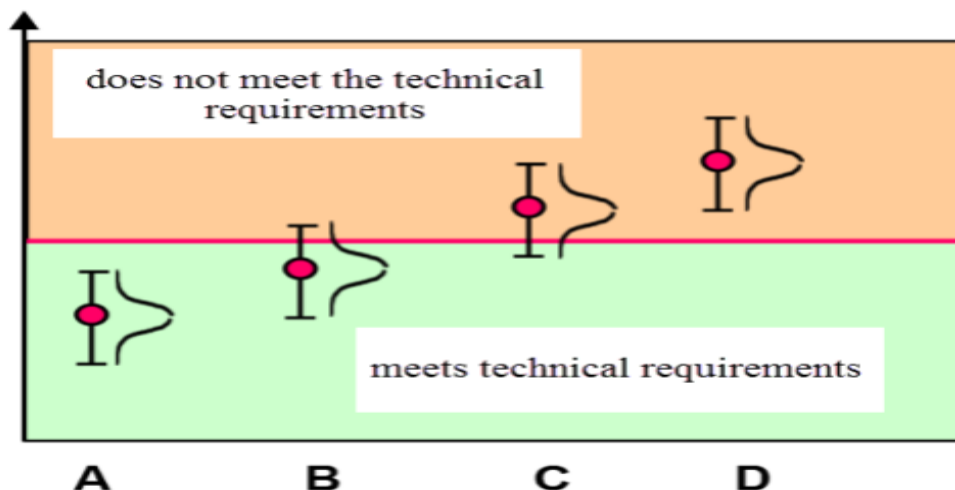 does not meet the technical
requirements
meets technical requirements
A B C D